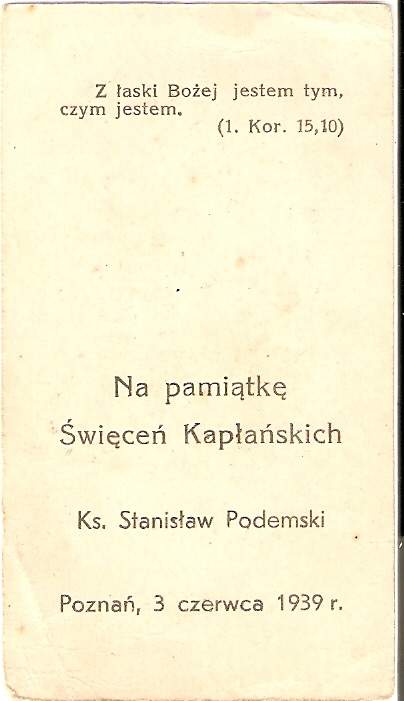 Z łaski Bożej jestem tym,
czym jestem.
(1. Kor. 15,10)
Na pamiątkę
Święceń Kapłańskich
Ks. Stanisław Podemski
Poznań, 3 czerwca 1939 r.